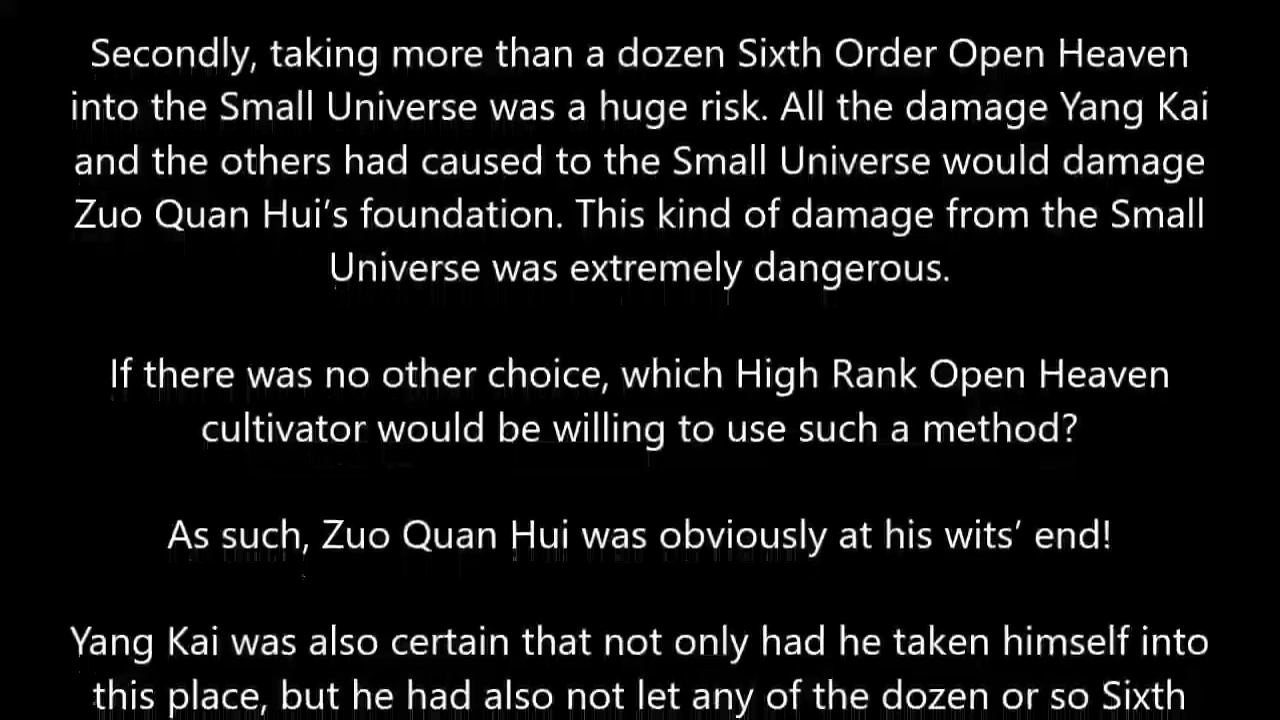 Secondly, taking more than a dozen Sixth Order Open Heaven
into the Small Universe was a huge risk. All the damage Yang Kai
and the others had caused to the Small Universe would damage
Zuo Quan Hui’s foundation. This kind of damage from the Small
Universe was extremely dangerous.
If there was no other choice, which High Rank Open Heaven
cultivator would be willing to use such a method?
As such, Zuo Quan Hui was obviously at his wits’ end!
Yang Kai was also certain that not only had he taken himself into
this place, but he had also not let any of the dozen or so Sixth